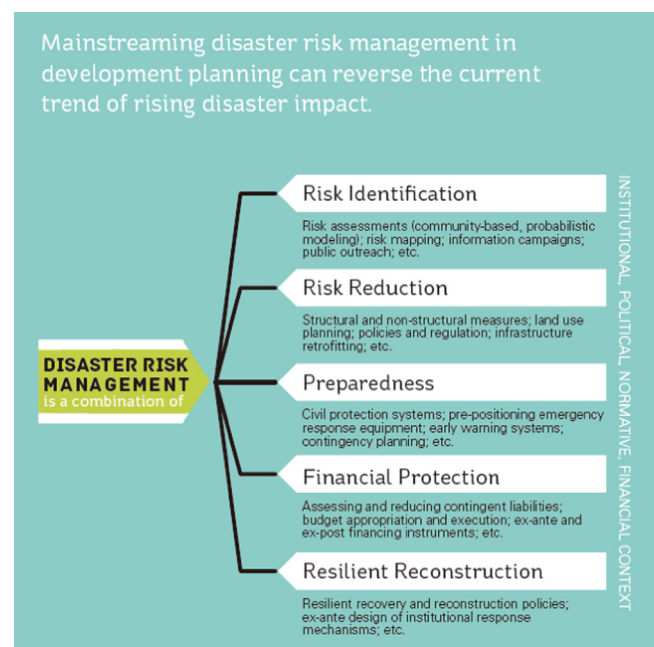 Mainstreaming disaster risk management in
development planning can reverse the current
trend of rising disaster impact.
DISASTER RISK
MANAGEMENT
is a combination of
Risk Identification
Risk assessments (community-based, probabilistic
modeling); risk mapping; information campaigns;
public outreach; etc.
Risk Reduction
Structural and non-structural measures; land use
planning; policies and regulation; infrastructure
retrofitting; etc.
Preparedness
Civil protection systems; pre-positioning emergency
response equipment; early warning systems;
contingency planning; etc.
Financial Protection
Assessing and reducing contingent liabilities;
budget appropriation and execution; ex-ante and
ex-post financing instruments; etc.
Resilient Reconstruction
Resilient recovery and reconstruction policies;
ex-ante design of institutional response
mechanisms; etc.
INSTITUTIONAL, POLITICAL, NORMATIVE, FINANCIAL CONTEXT